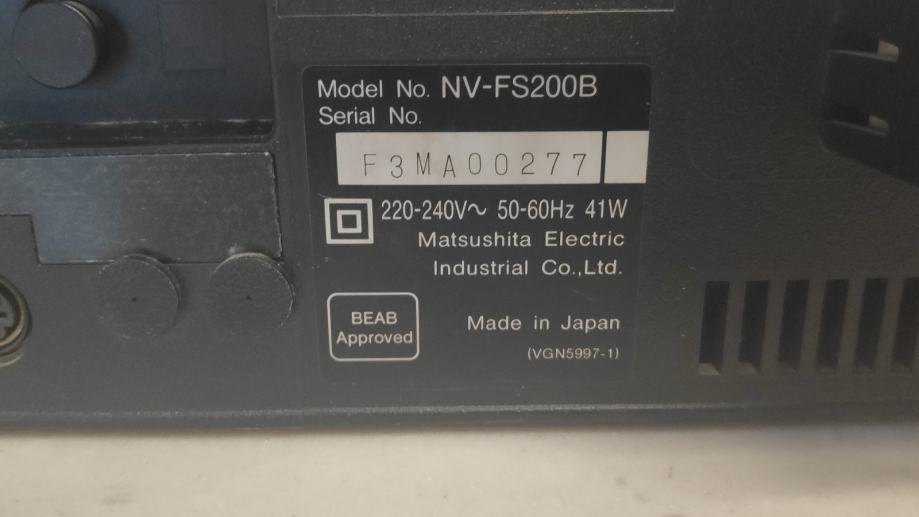 Model No. NV-FS200B
Serial No.
F3MA00277
220-240V~ 50-60Hz 41W
Matsushita Electric
Industrial Co.,Ltd.
BEAB
Approved
Made in Japan
(VGN5997-1)